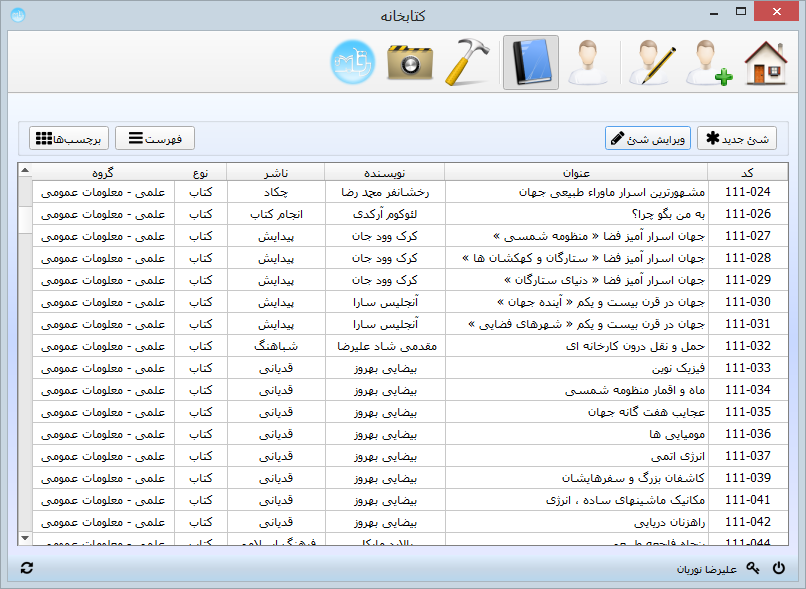 کتابخانه
شئ جدید ویرایش شئ فهرست برچسب‌ها
کد عنوان نویسنده ناشر نوع گروه
111-024 مشهورترین اسرار ماوراء طبیعی جهان رخشانفر محمد رضا چکاد کتاب علمی - معلومات عمومی
111-026 به من بگو چرا؟ لئوکوم آرکدی انجام کتاب کتاب علمی - معلومات عمومی
111-027 جهان اسرار آمیز فضا « منظومه شمسی » کرک وود جان پیدایش کتاب علمی - معلومات عمومی
111-028 جهان اسرار آمیز فضا « ستارگان و کهکشان ها » کرک وود جان پیدایش کتاب علمی - معلومات عمومی
111-029 جهان اسرار آمیز فضا « دنیای ستارگان » کرک وود جان پیدایش کتاب علمی - معلومات عمومی
111-030 جهان در قرن بیست و یکم « آینده جهان » آنجلیس سارا پیدایش کتاب علمی - معلومات عمومی
111-031 جهان در قرن بیست و یکم « شهرهای فضایی » آنجلیس سارا پیدایش کتاب علمی - معلومات عمومی
111-032 حمل و نقل درون کارخانه ای مقدمی شاد علیرضا شباهنگ کتاب علمی - معلومات عمومی
111-033 فیزیک نوین بیضایی بهروز قدیانی کتاب علمی - معلومات عمومی
111-034 ماه و اقمار منظومه شمسی بیضایی بهروز قدیانی کتاب علمی - معلومات عمومی
111-035 عجایب هفت گانه جهان بیضایی بهروز قدیانی کتاب علمی - معلومات عمومی
111-036 مومیایی ها بیضایی بهروز قدیانی کتاب علمی - معلومات عمومی
111-037 انرژی اتمی بیضایی بهروز قدیانی کتاب علمی - معلومات عمومی
111-039 کاشفان بزرگ و سفرهایشان بیضایی بهروز قدیانی کتاب علمی - معلومات عمومی
111-041 مکانیک ماشینهای ساده ، انرژی بیضایی بهروز قدیانی کتاب علمی - معلومات عمومی
111-042 راهزنان دریایی بیضایی بهروز قدیانی کتاب علمی - معلومات عمومی
111-044 کتاب علمی - معلومات عمومی
علیرضا نوریان